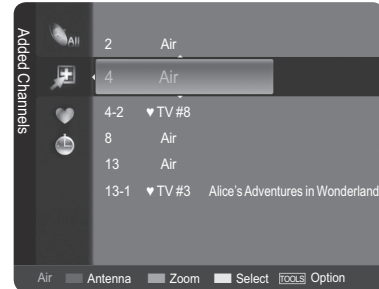 Added Channels
All
2 Air
4 Air
4-2 ♥ TV #8
8 Air
13 Air
13-1 ♥ TV #3 Alice's Adventures in Wonderland
Air Antenna Zoom Select TOOLS Option